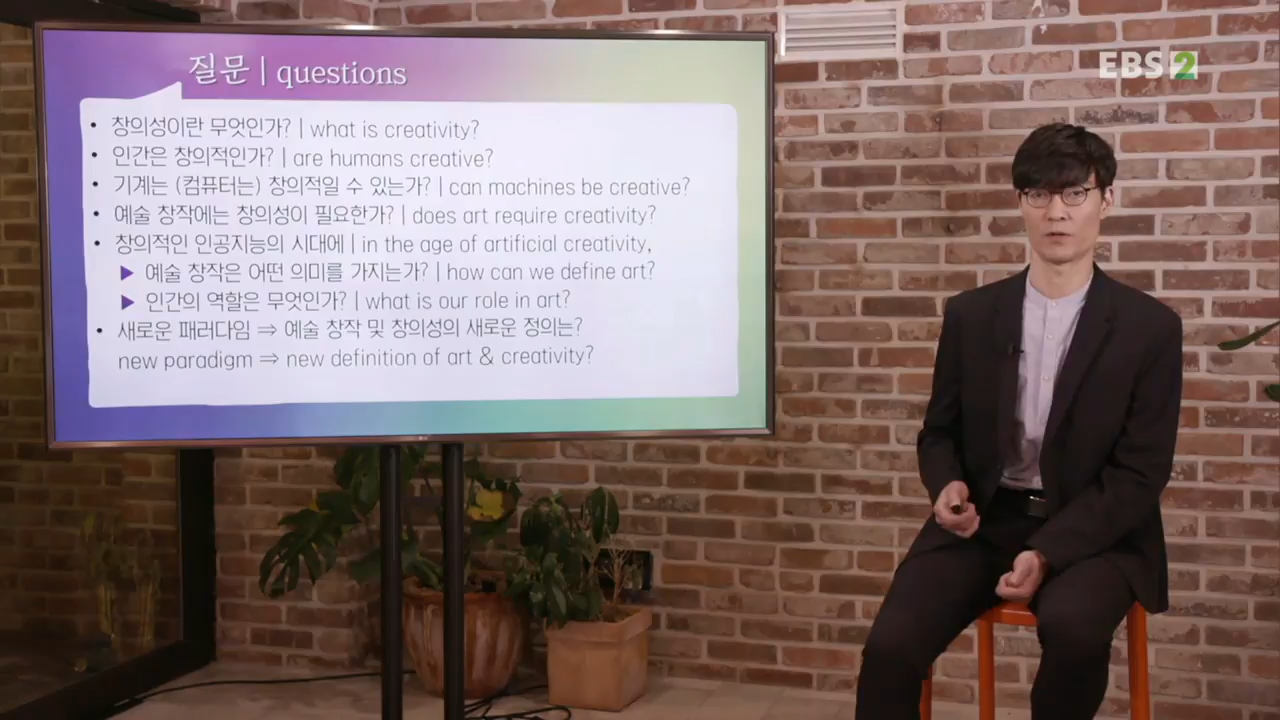 질문 | questions
EBS 2
• 창의성이란 무엇인가? | what is creativity?
• 인간은 창의적인가? | are humans creative?
• 기계는 (컴퓨터는) 창의적일 수 있는가? | can machines be creative?
• 예술 창작에는 창의성이 필요한가? | does art require creativity?
• 창의적인 인공지능의 시대에 | in the age of artificial creativity,
▶ 예술 창작은 어떤 의미를 가지는가? | how can we define art?
▶ 인간의 역할은 무엇인가? | what is our role in art?
• 새로운 패러다임 ⇒ 예술 창작 및 창의성의 새로운 정의는?
new paradigm ⇒ new definition of art & creativity?